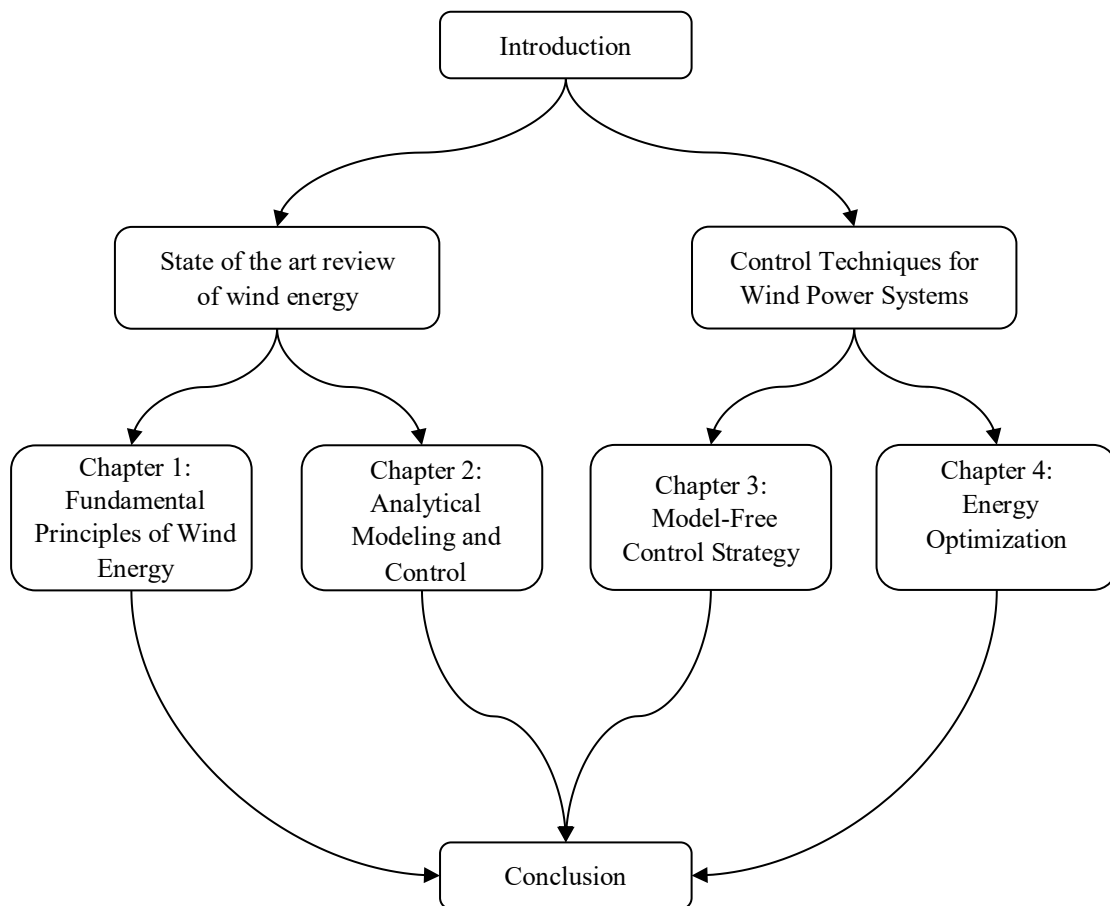 Introduction
State of the art review
of wind energy
Control Techniques for
Wind Power Systems
Chapter 1:
Fundamental
Principles of Wind
Energy
Chapter 2:
Analytical
Modeling and
Control
Chapter 3:
Model-Free
Control Strategy
Chapter 4:
Energy
Optimization
Conclusion